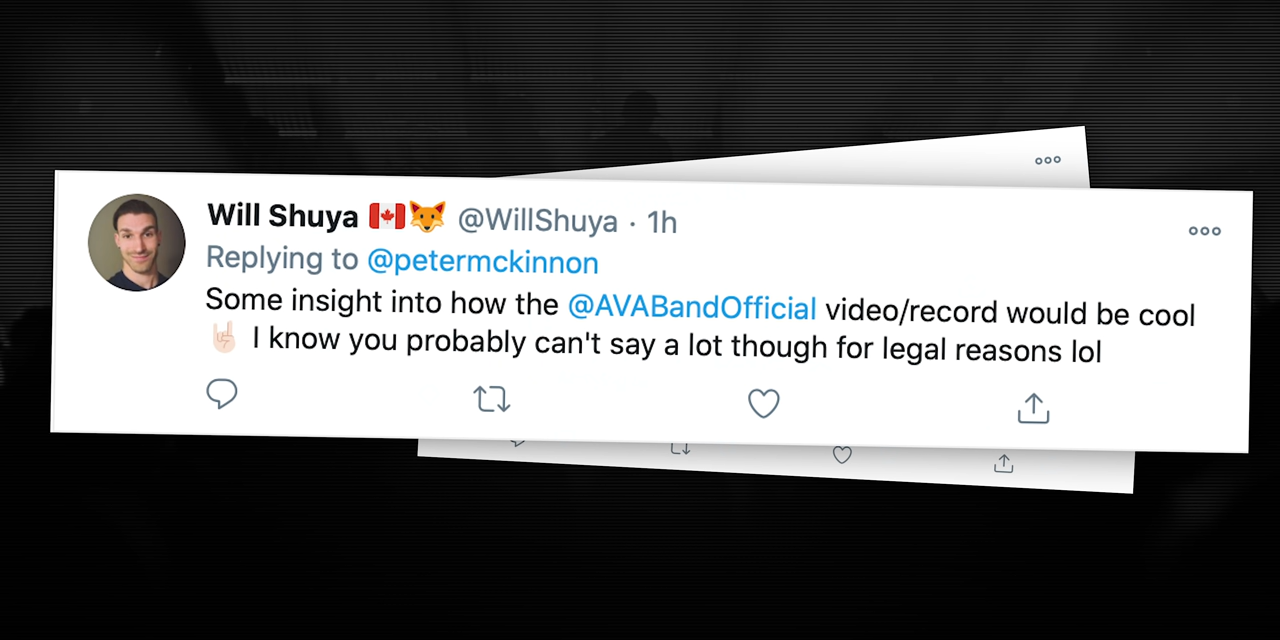 Will Shuya 🇨🇦🦊 @WillShuya · 1h
Replying to @petermckinnon
Some insight into how the @AVABandOfficial video/record would be cool
🤘🏻 I know you probably can't say a lot though for legal reasons lol